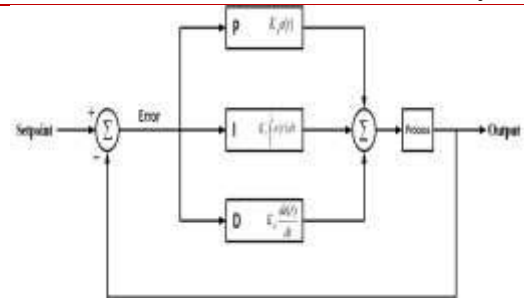 P K e(t)
+
Error
Setpoint
Σ
I
Σ
Process
Output
−
D